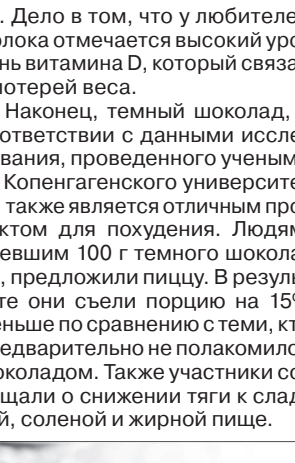 . Дело в том, что у любителе
олока отмечается высокий уро
нь витамина D, который связа
потерей веса.
Наконец, темный шоколад,
ответствии с данными иссле
вания, проведенного ученым
Копенгагенского университе
также является отличным про
ктом для похудения. Людям
евшим 100 г темного шокола
, предложили пиццу. В резуль
те они съели порцию на 15%
еньше по сравнению с теми, кт
едварительно не полакомило
околадом. Также участники со
щали о снижении тяги к слад
й, соленой и жирной пище.